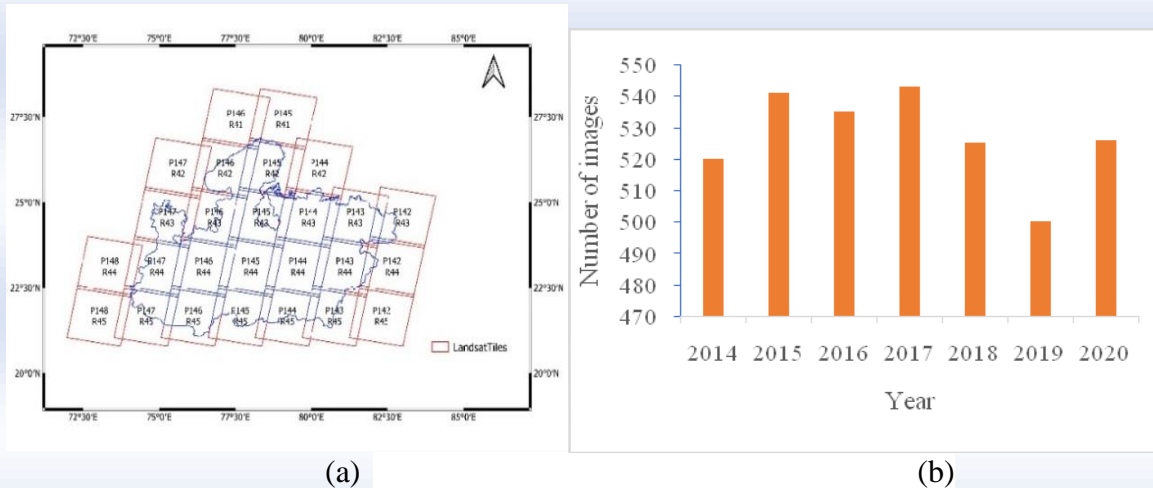 72°30'E 75°0'E 77°30'E 80°0'E 82°30'E 85°0'E
27°30'N 27°30'N
25°0'N 25°0'N
22°30'N 22°30'N
20°0'N 20°0'N
P146 P145
R41 R41
P147 P146 P145 P144
R42 R42 R42 R42
P147 P146 P145 P144 P143 P142
R43 R43 R43 R43 R43 R43
P148 P147 P146 P145 P144 P143 P142
R44 R44 R44 R44 R44 R44 R44
P148 P147 P146 P145 P144 P143 P142
R45 R45 R45 R45 R45 R45 R45
LandsatTiles
72°30'E 75°0'E 77°30'E 80°0'E 82°30'E 85°0'E
(a)
Number of images
550
540
530
520
510
500
490
480
470
2014 2015 2016 2017 2018 2019 2020
Year
(b)